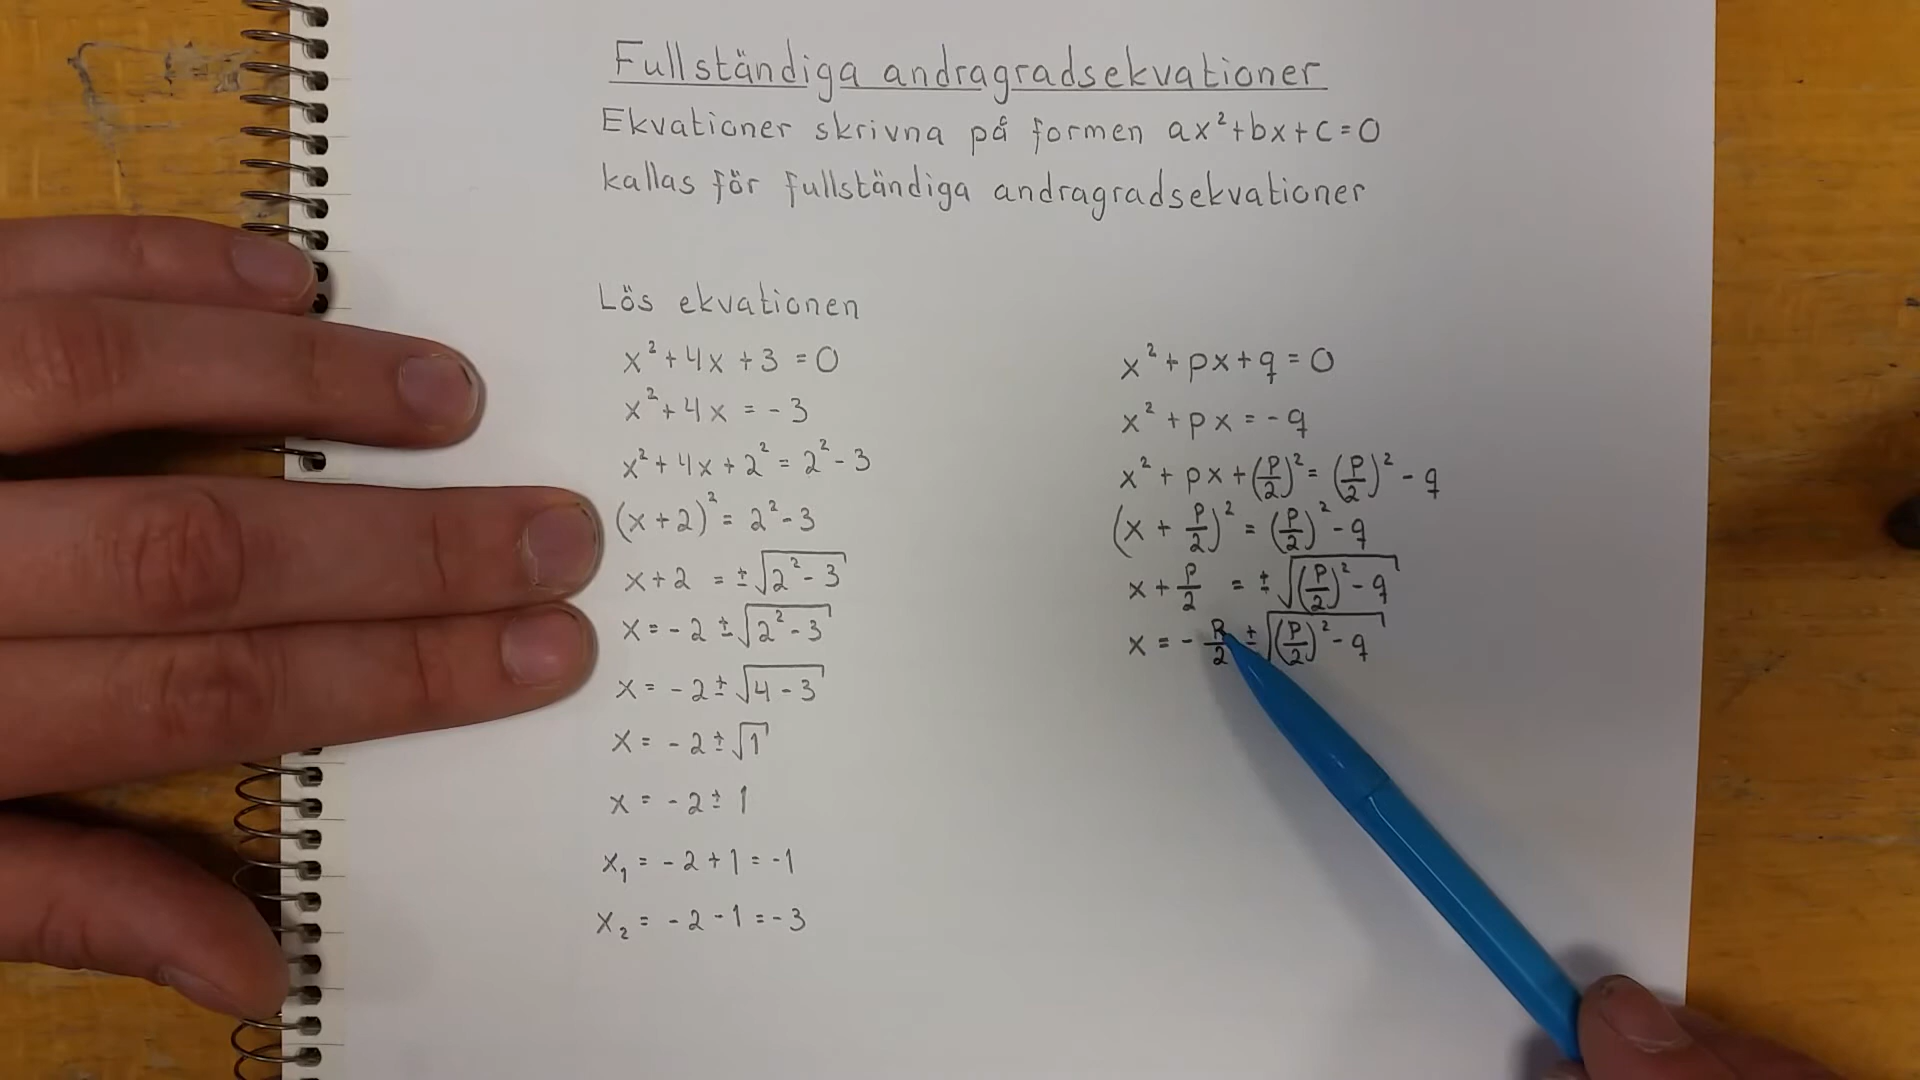 Fullständiga andragradsekvationer
Ekvationer skrivna på formen ax²+bx+c=0
kallas för fullständiga andragradsekvationer
Lös ekvationen
x²+4x+3=0
x²+4x=-3
x²+4x+2²=2²-3
(x+2)²=2²-3
x+2=±√(2²-3)
x=-2±√(2²-3)
x=-2±√(4-3)
x=-2±√1
x=-2±1
x₁=-2+1=-1
x₂=-2-1=-3
x²+px+q=0
x²+px=-q
x²+px+(p/2)²=(p/2)²-q
(x+p/2)²=(p/2)²-q
x+p/2=±√((p/2)²-q)
x=-p/2±√((p/2)²-q)